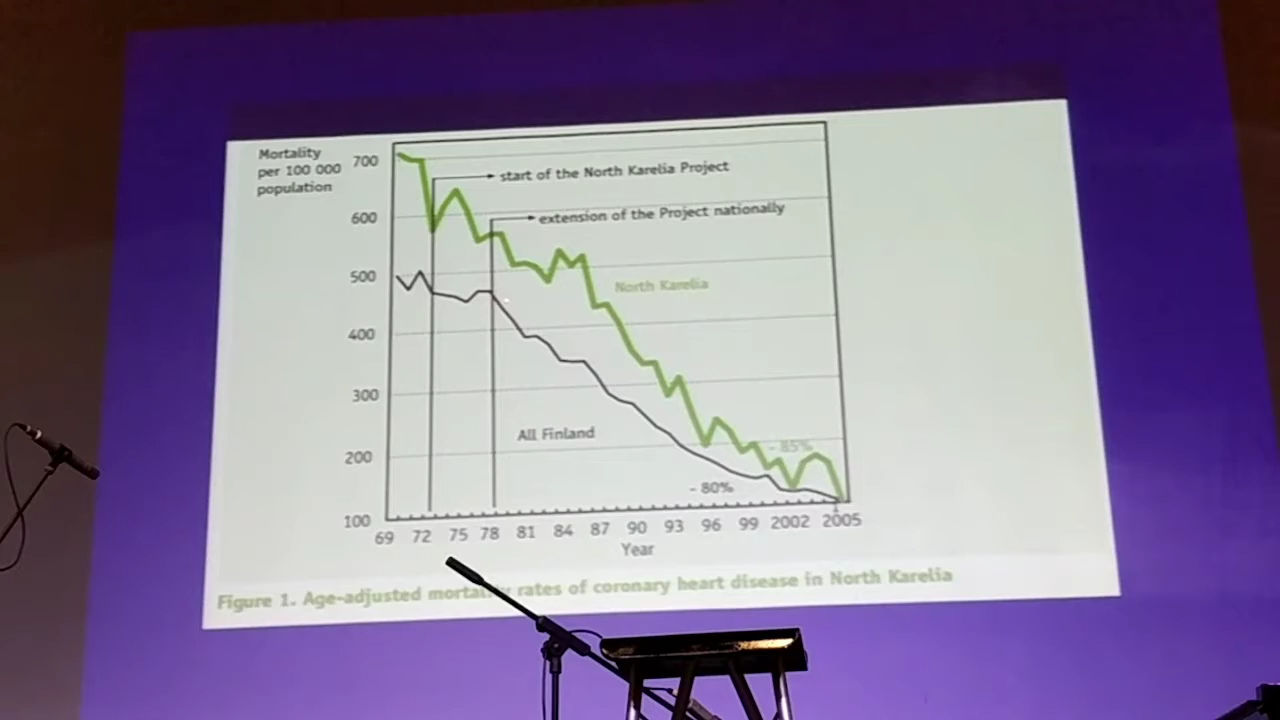 Mortality
per 100 000
population
700
600
500
400
300
200
100
start of the North Karelia Project
extension of the Project nationally
North Karelia
All Finland
- 85%
- 80%
69 72 75 78 81 84 87 90 93 96 99 2002 2005
Year
Figure 1. Age-adjusted mortality rates of coronary heart disease in North Karelia